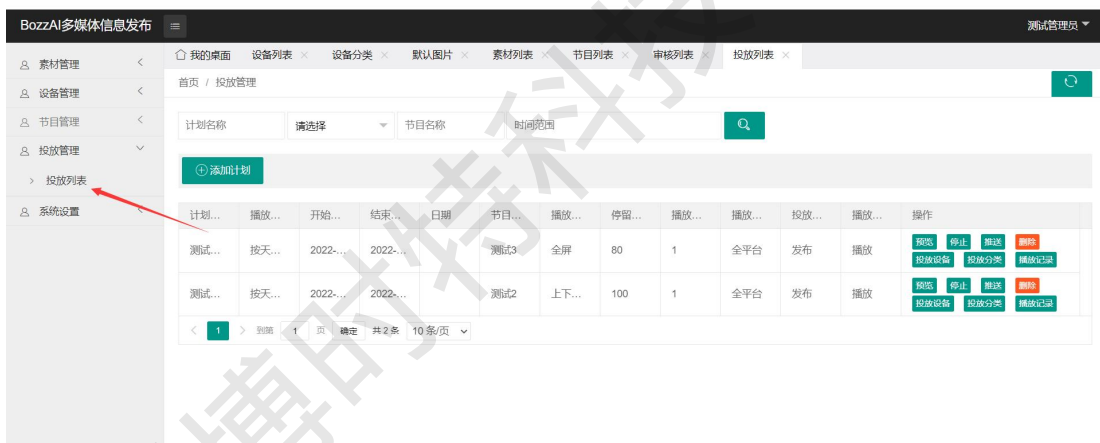 BozzAI多媒体信息发布
测试管理员
素材管理
设备管理
节目管理
投放管理
投放列表
系统设置
我的桌面 设备列表 设备分类 默认图片 素材列表 节目列表 审核列表 投放列表
首页 / 投放管理
计划名称 请选择 节目名称 时间范围
添加计划
计划... 播放... 开始... 结束... 日期 节目... 播放... 停留... 播放... 播放... 投放... 播放... 操作
测试... 按天... 2022-... 2022-... 测试3 全屏 80 1 全平台 发布 播放 预览 停止 推送 删除
投放设备 投放分类 播放记录
测试... 按天... 2022-... 2022-... 测试2 上下... 100 1 全平台 发布 播放 预览 停止 推送 删除
投放设备 投放分类 播放记录
1 到第 1 页 确定 共2条 10条/页
博时特科技